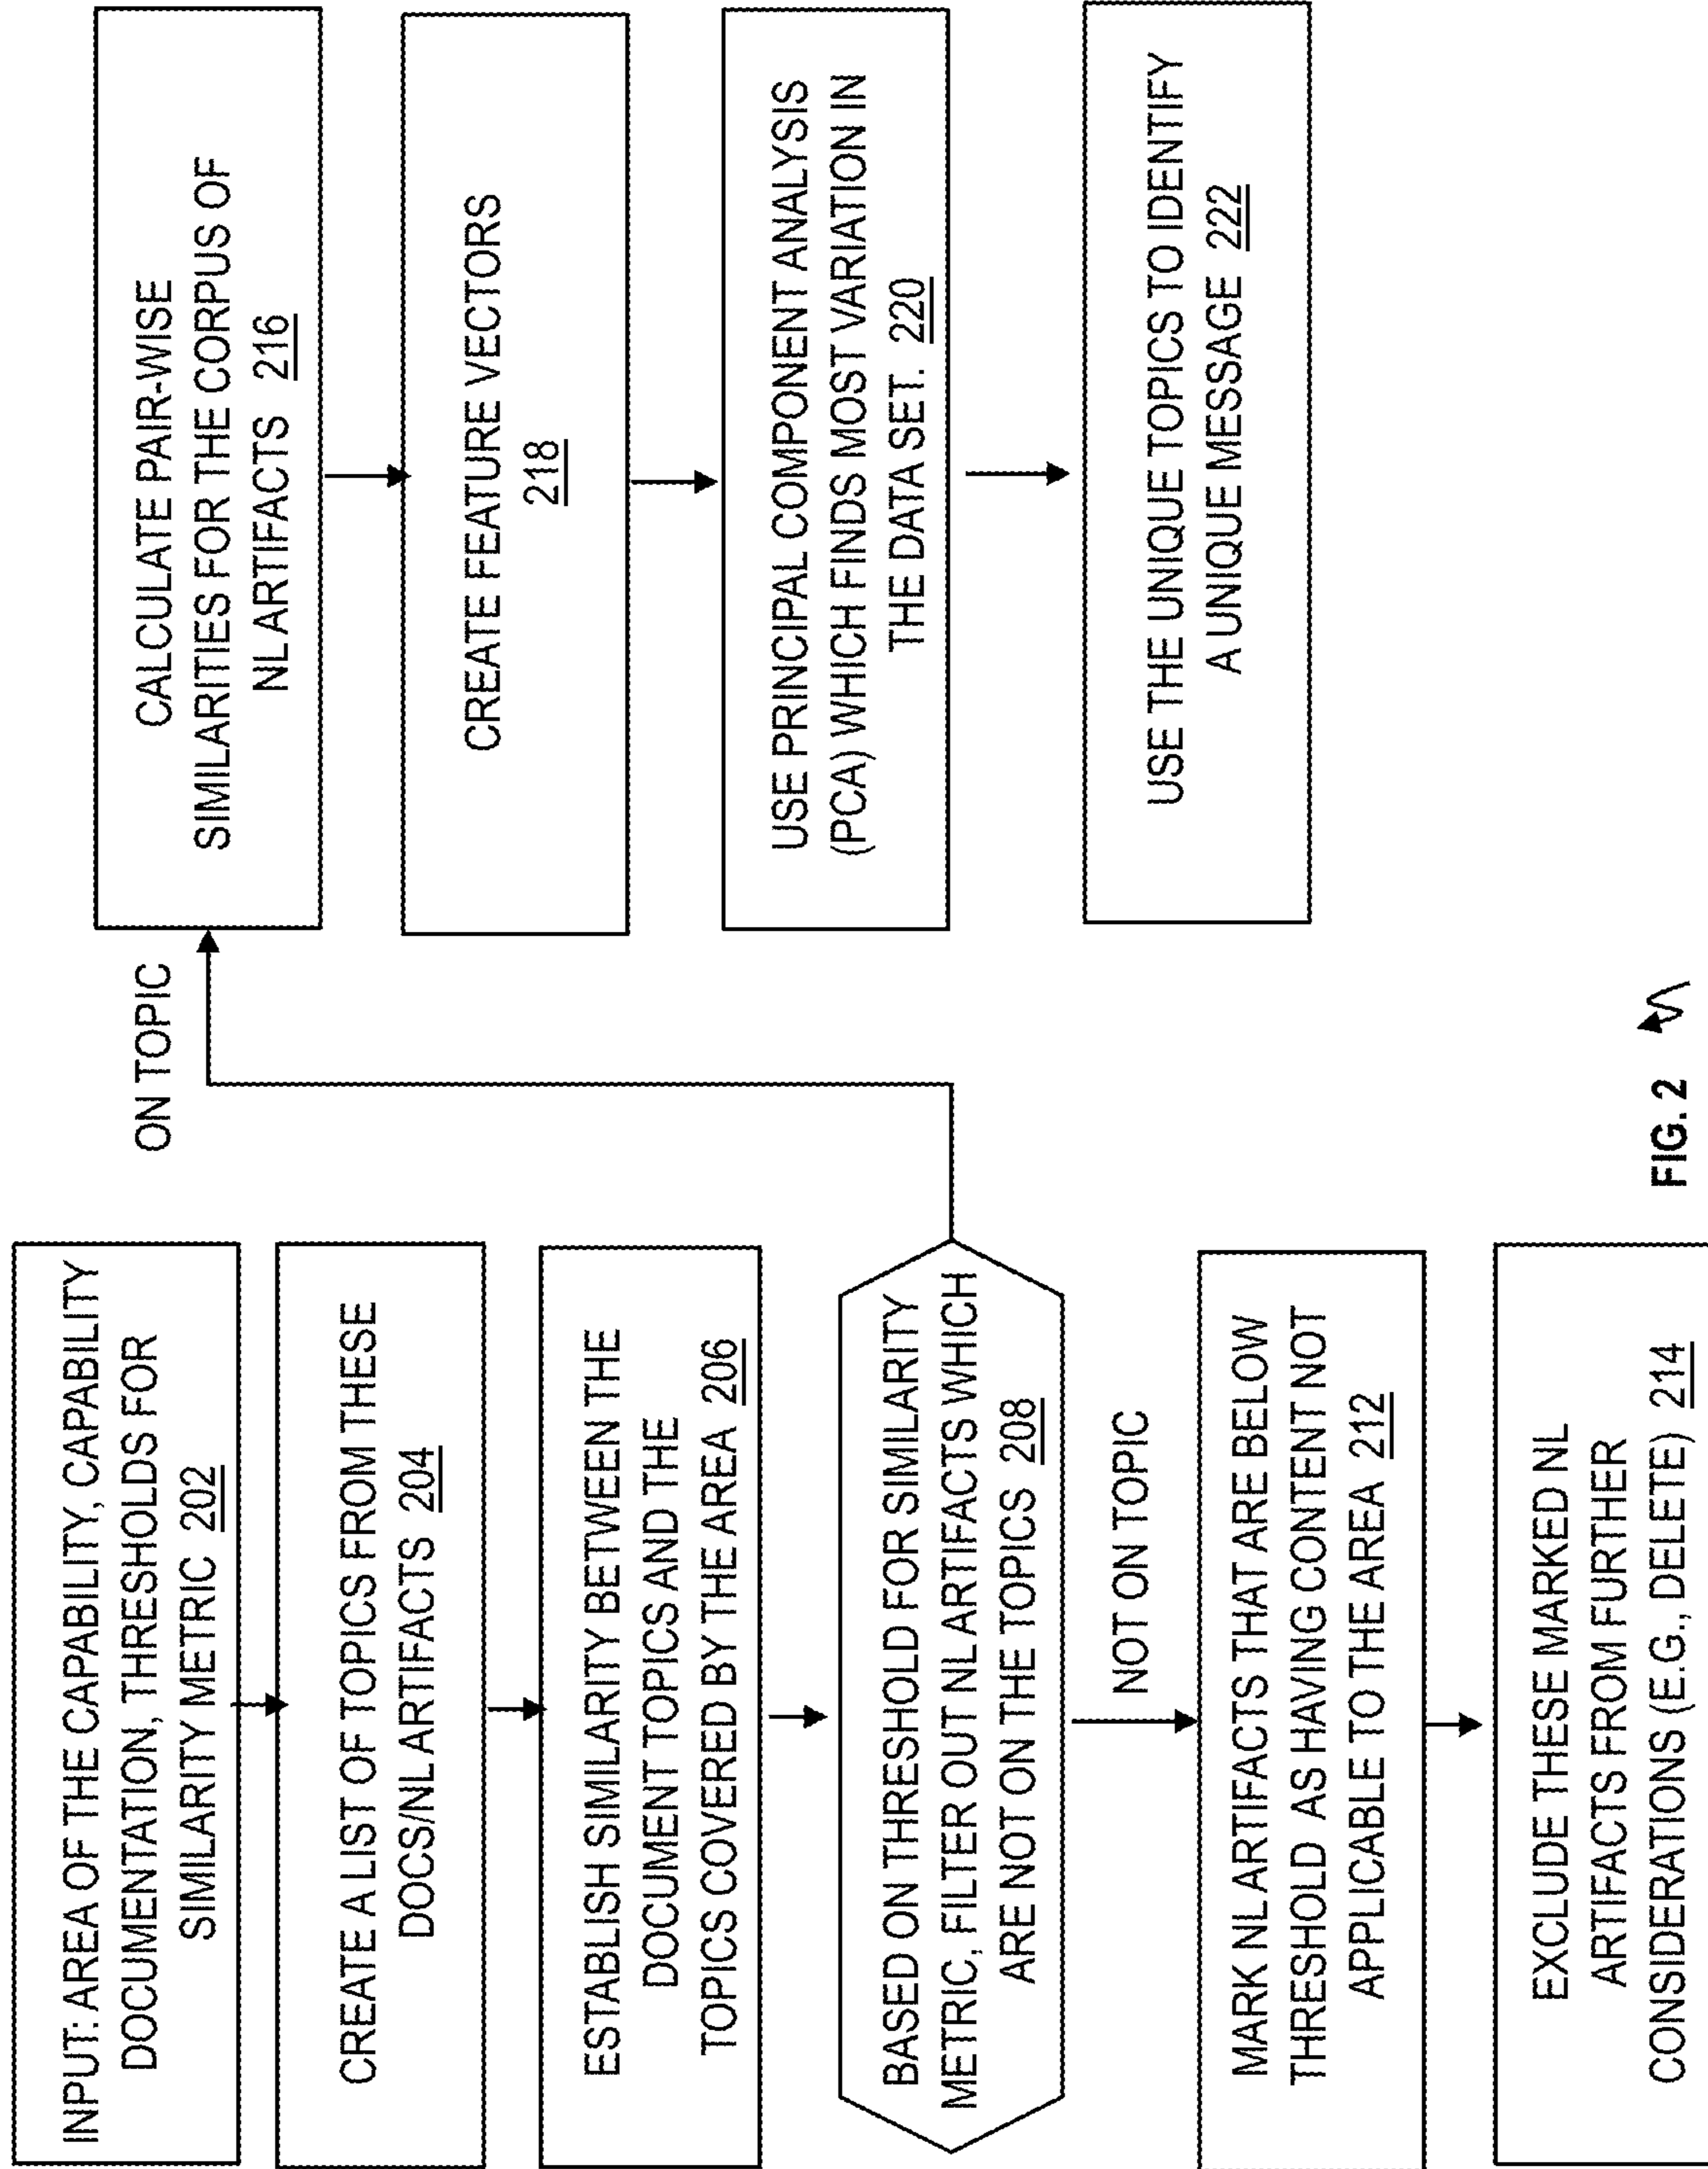 INPUT: AREA OF THE CAPABILITY, CAPABILITY
DOCUMENTATION, THRESHOLDS FOR
SIMILARITY METRIC 202
CREATE A LIST OF TOPICS FROM THESE
DOCS/NL ARTIFACTS 204
ESTABLISH SIMILARITY BETWEEN THE
DOCUMENT TOPICS AND THE
TOPICS COVERED BY THE AREA 206
BASED ON THRESHOLD FOR SIMILARITY
METRIC, FILTER OUT NL ARTIFACTS WHICH
ARE NOT ON THE TOPICS 208
NOT ON TOPIC
MARK NL ARTIFACTS THAT ARE BELOW
THRESHOLD AS HAVING CONTENT NOT
APPLICABLE TO THE AREA 212
EXCLUDE THESE MARKED NL
ARTIFACTS FROM FURTHER
CONSIDERATIONS (E.G., DELETE) 214
ON TOPIC
CALCULATE PAIR-WISE
SIMILARITIES FOR THE CORPUS OF
NL ARTIFACTS 216
CREATE FEATURE VECTORS
218
USE PRINCIPAL COMPONENT ANALYSIS
(PCA) WHICH FINDS MOST VARIATION IN
THE DATA SET. 220
USE THE UNIQUE TOPICS TO IDENTIFY
A UNIQUE MESSAGE 222
FIG. 2